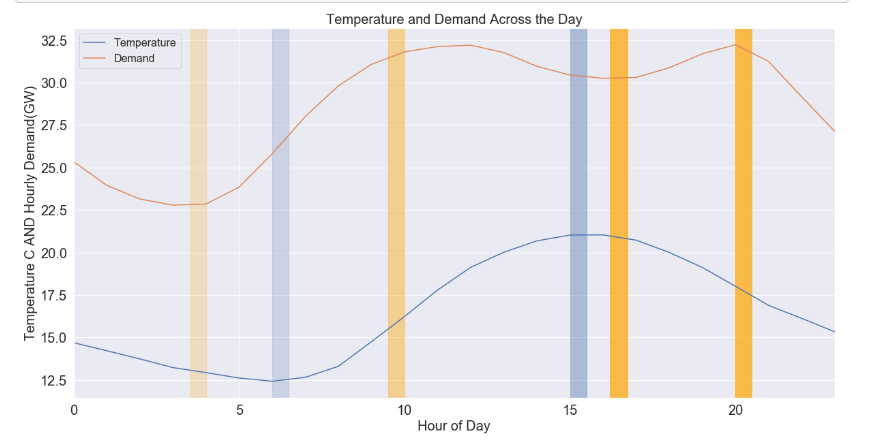 Temperature and Demand Across the Day
Temperature
Demand
Temperature C AND Hourly Demand(GW)
32.5
30.0
27.5
25.0
22.5
20.0
17.5
15.0
12.5
0 5 10 15 20
Hour of Day